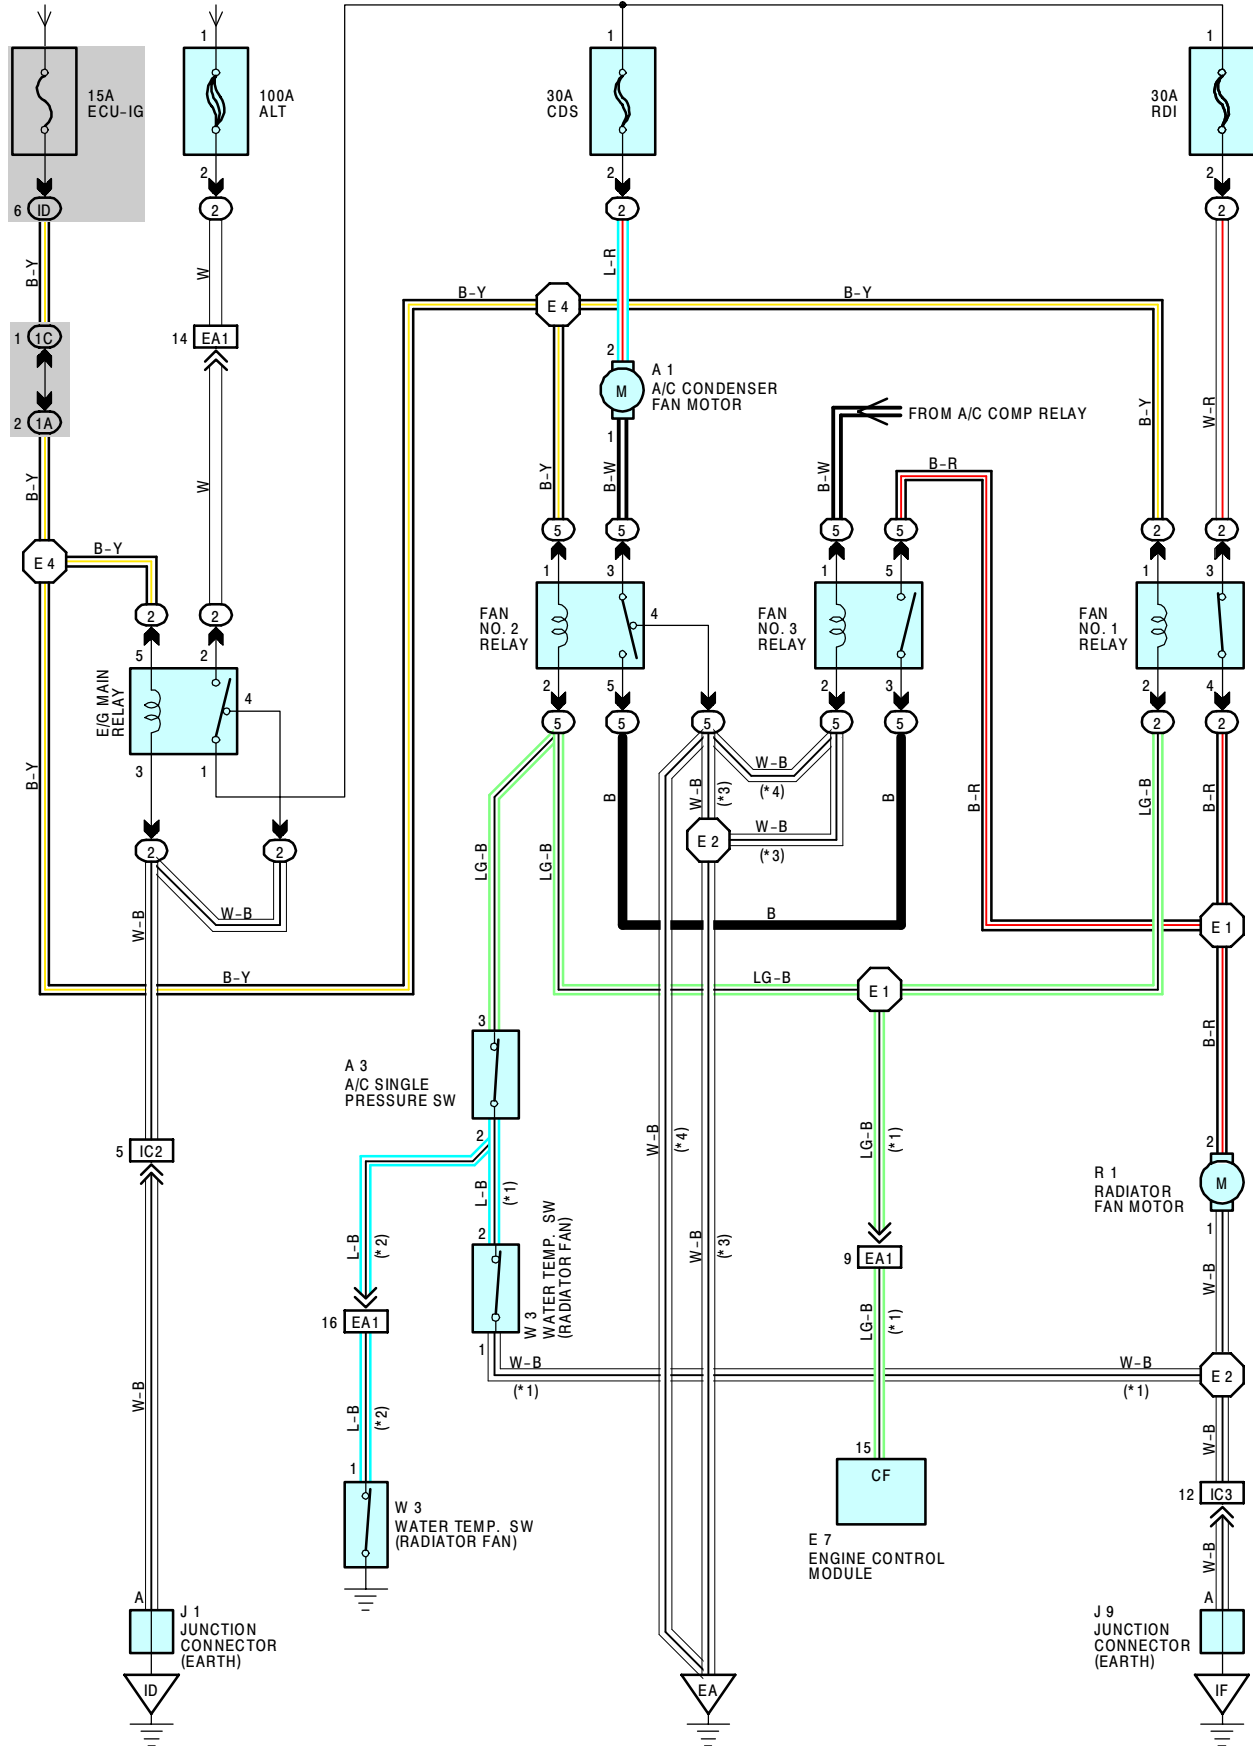 1
1
1
15A
ECU-IG
100A
ALT
30A
CDS
30A
RDI
2
2
2
6
ID
2
2
2
B-Y
W
L-R
B-Y
E 4
B-Y
1
1C
14
EA1
2
A 1
A/C CONDENSER
FAN MOTOR
M
FROM A/C COMP RELAY
2
1A
1
B-Y
W-R
B-Y
W
B-Y
B-W
B-W
B-R
E 4
B-Y
5
5
5
5
2
2
1
3
1
5
1
3
2
2
FAN
NO. 2
RELAY
4
FAN
NO. 3
RELAY
FAN
NO. 1
RELAY
5
2
E/G MAIN
RELAY
4
2
5
2
3
2
4
5
5
5
5
5
2
2
3
1
B-Y
W-B
(*4)
B
W-B
(*3)
B
B-R
LG-B
B-R
E 2
W-B
(*3)
2
2
LG-B
LG-B
W-B
W-B
B
E 1
B-Y
LG-B
E 1
3
A 3
A/C SINGLE
PRESSURE SW
B-R
2
5
IC2
W-B
(*4)
LG-B
(*1)
2
L-B
(*1)
R 1
RADIATOR
FAN MOTOR
M
2
1
L-B
(*2)
W 3
WATER TEMP. SW
(RADIATOR FAN)
W-B
(*3)
9
EA1
W-B
16
EA1
LG-B
(*1)
1
W-B
(*1)
W-B
(*1)
E 2
W-B
L-B
(*2)
W-B
1
15
CF
12
IC3
W 3
WATER TEMP. SW
(RADIATOR FAN)
E 7
ENGINE CONTROL
MODULE
W-B
A
J 1
JUNCTION
CONNECTOR
(EARTH)
A
J 9
JUNCTION
CONNECTOR
(EARTH)
ID
EA
IF